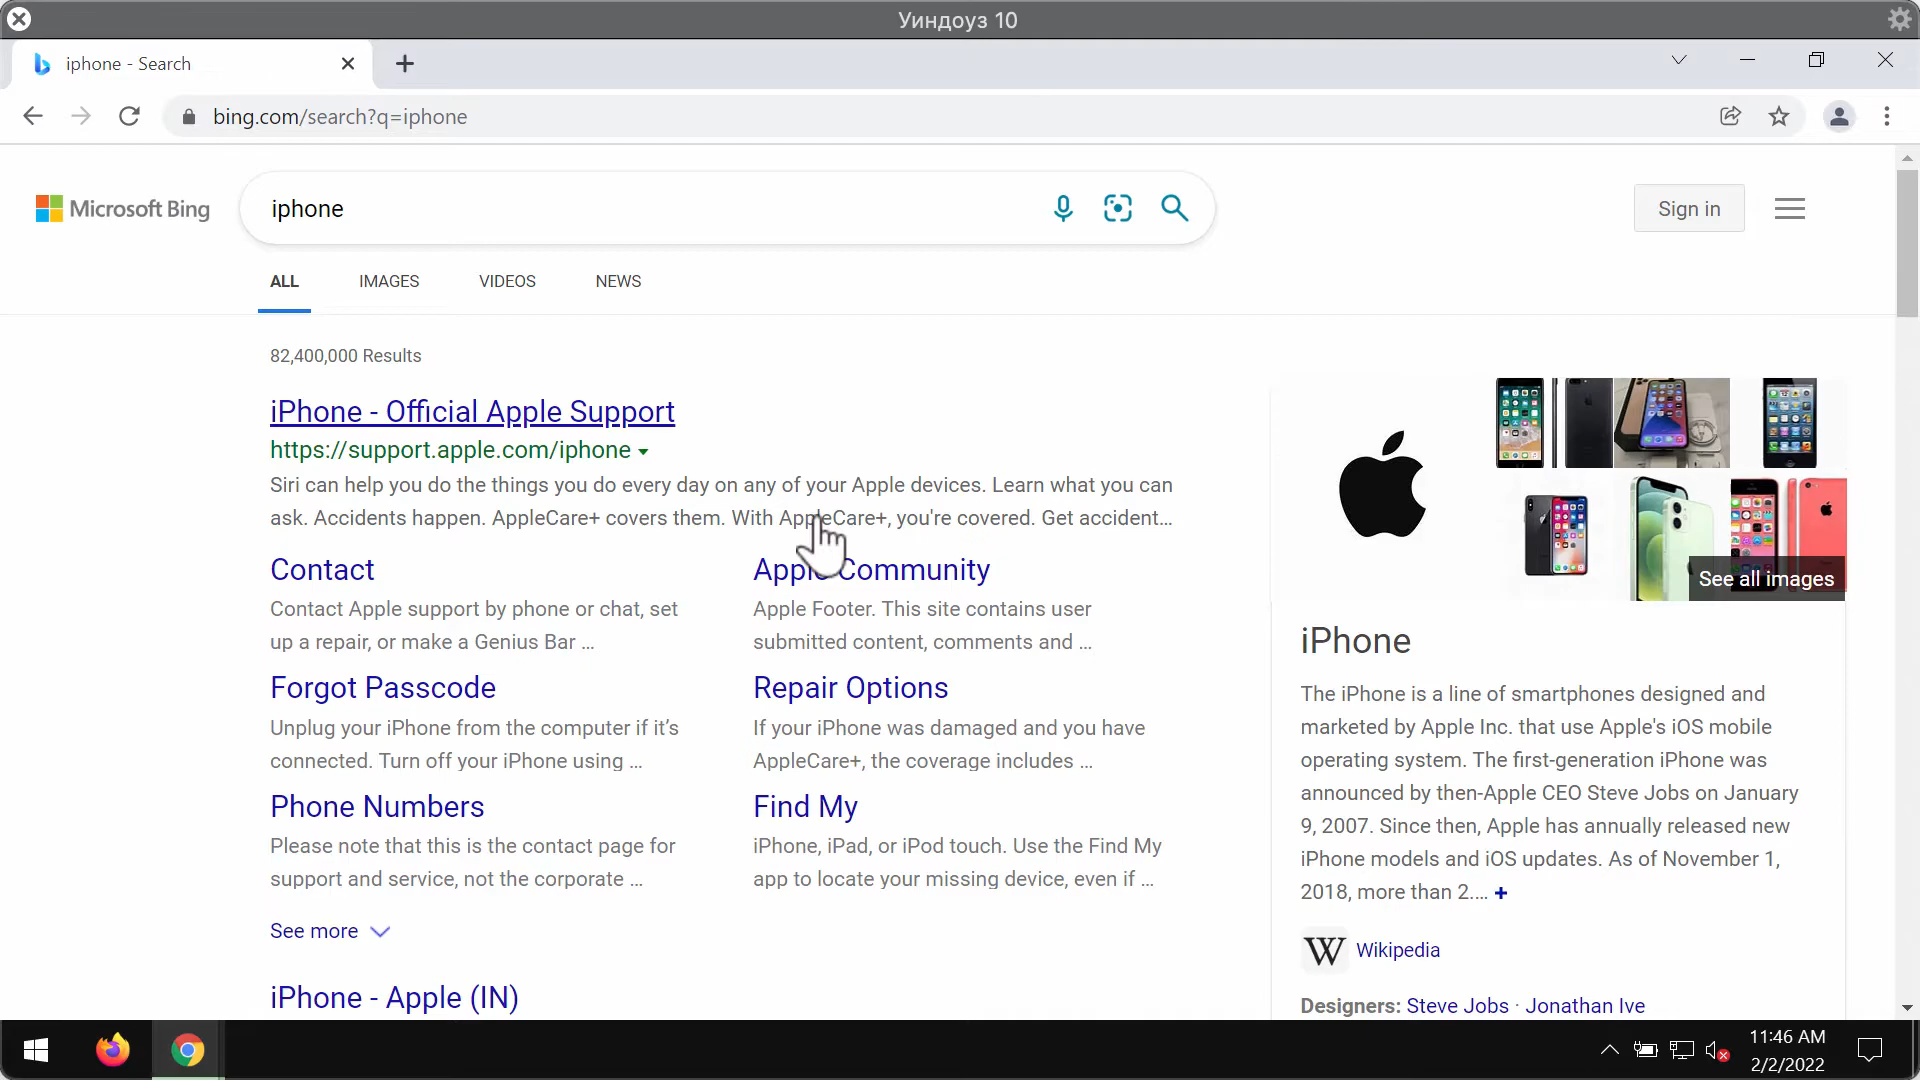 Уиндоуз 10
iphone - Search
bing.com/search?q=iphone
Microsoft Bing
iphone
Sign in
ALL
IMAGES
VIDEOS
NEWS
82,400,000 Results
iPhone - Official Apple Support
https://support.apple.com/iphone
Siri can help you do the things you do every day on any of your Apple devices. Learn what you can
ask. Accidents happen. AppleCare+ covers them. With AppleCare+, you're covered. Get accident...
Contact
Contact Apple support by phone or chat, set
up a repair, or make a Genius Bar ...
Apple Community
Apple Footer. This site contains user
submitted content, comments and ...
Forgot Passcode
Unplug your iPhone from the computer if it’s
connected. Turn off your iPhone using ...
Repair Options
If your iPhone was damaged and you have
AppleCare+, the coverage includes ...
Phone Numbers
Please note that this is the contact page for
support and service, not the corporate ...
Find My
iPhone, iPad, or iPod touch. Use the Find My
app to locate your missing device, even if ...
See more
iPhone - Apple (IN)
See all images
iPhone
The iPhone is a line of smartphones designed and
marketed by Apple Inc. that use Apple's iOS mobile
operating system. The first-generation iPhone was
announced by then-Apple CEO Steve Jobs on January
9, 2007. Since then, Apple has annually released new
iPhone models and iOS updates. As of November 1,
2018, more than 2.... +
W Wikipedia
Designers: Steve Jobs · Jonathan Ive
11:46 AM
2/2/2022